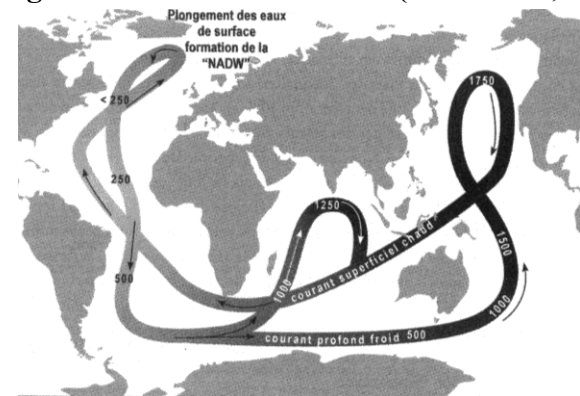 Plongement des eaux
de surface
formation de la
"NADW"
< 250
250
500
1000
1250
1750
1500
1000
courant superficiel chaud
courant profond froid 500